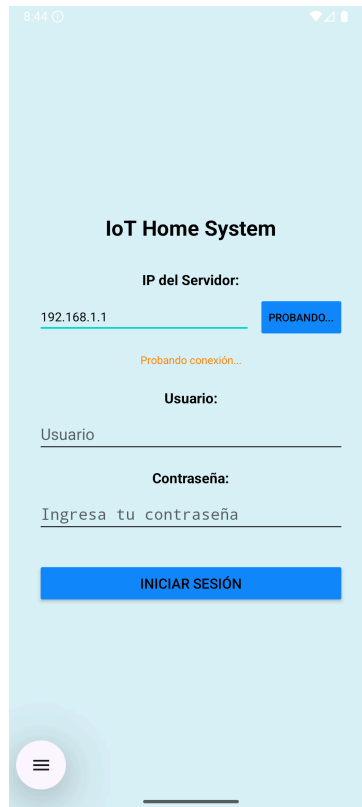 8:44
IoT Home System
IP del Servidor:
192.168.1.1
PROBANDO...
Probando conexión...
Usuario:
Usuario
Contraseña:
Ingresa tu contraseña
INICIAR SESIÓN